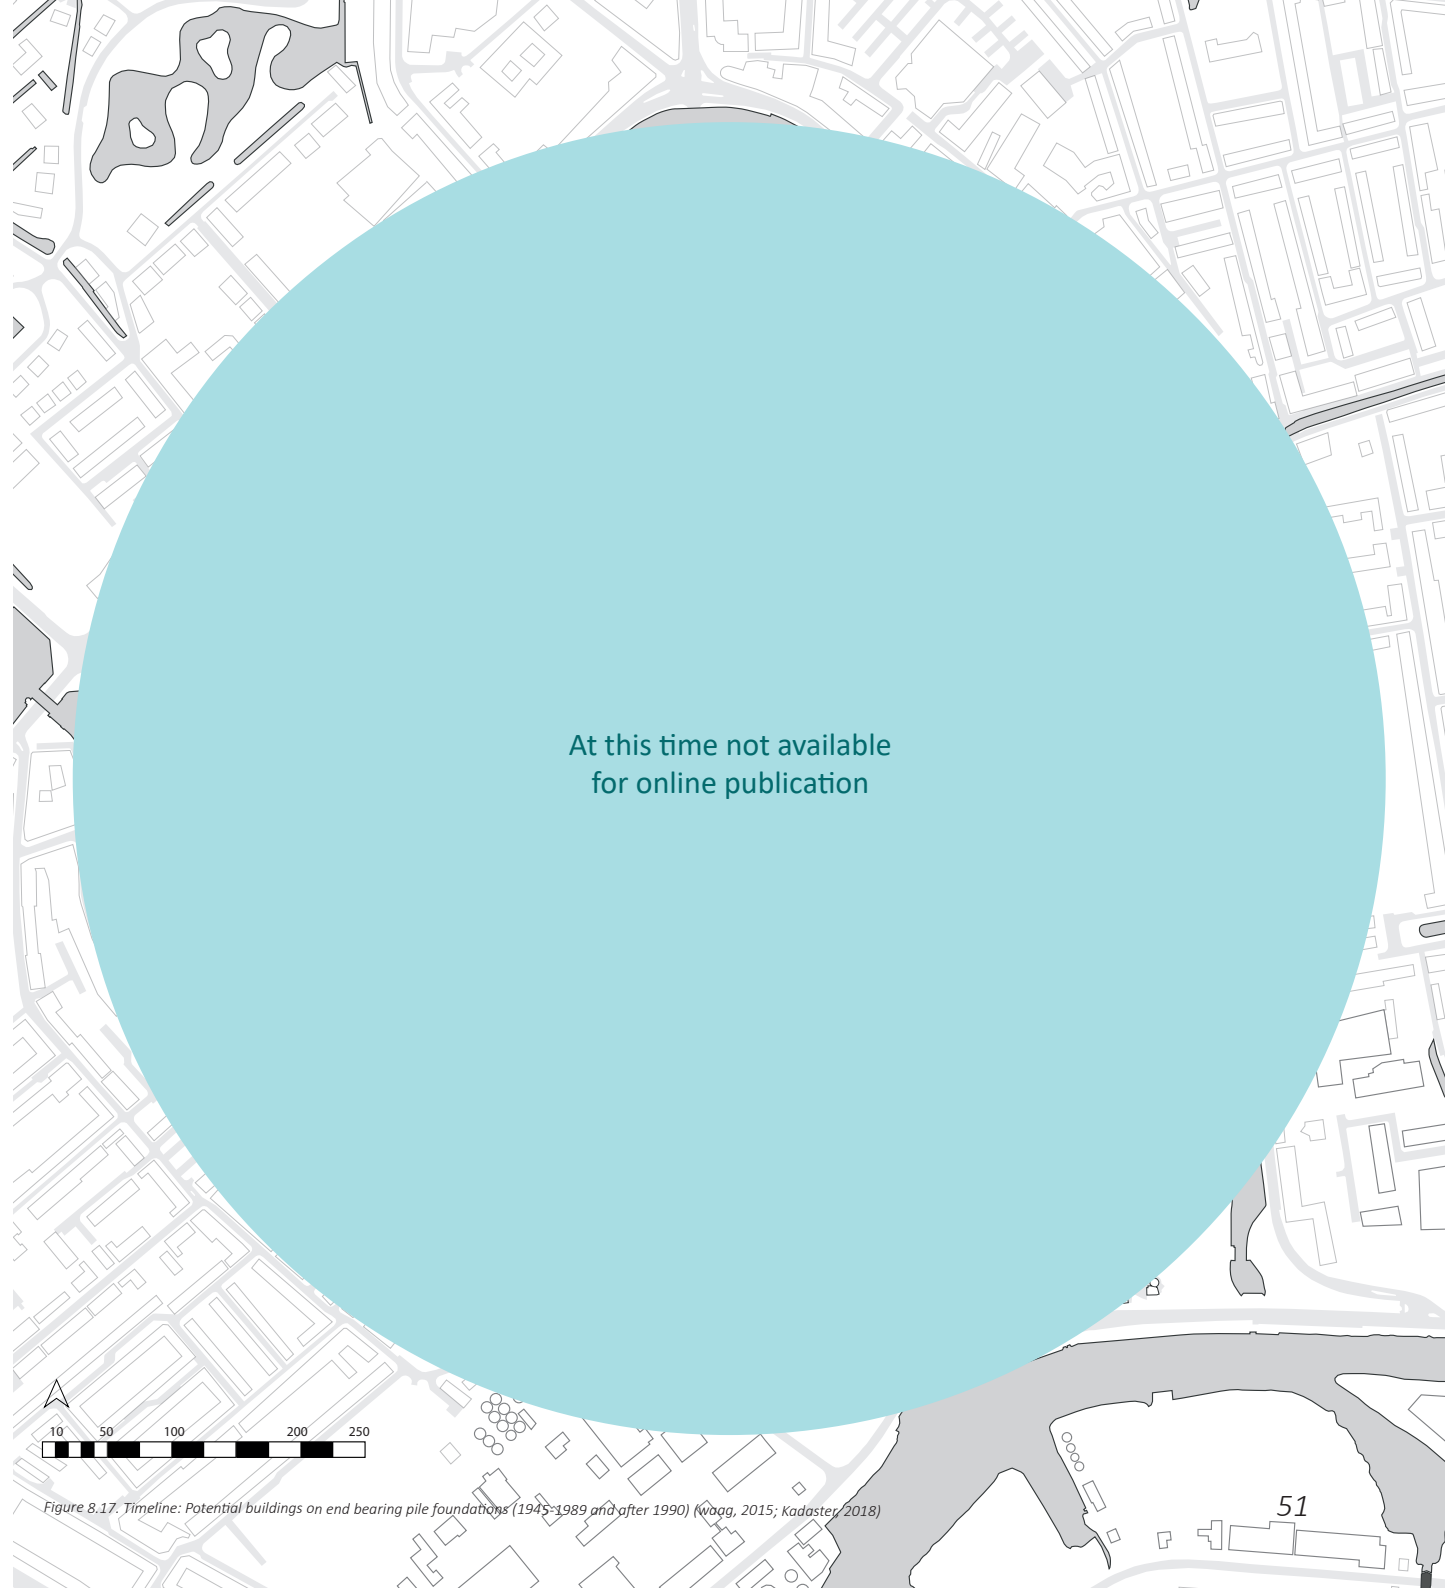 At this time not available
for online publication
10 50 100 200 250
Figure 8.17. Timeline: Potential buildings on end bearing pile foundations (1945-1989 and after 1990) (waag, 2015; Kadaster, 2018)
51